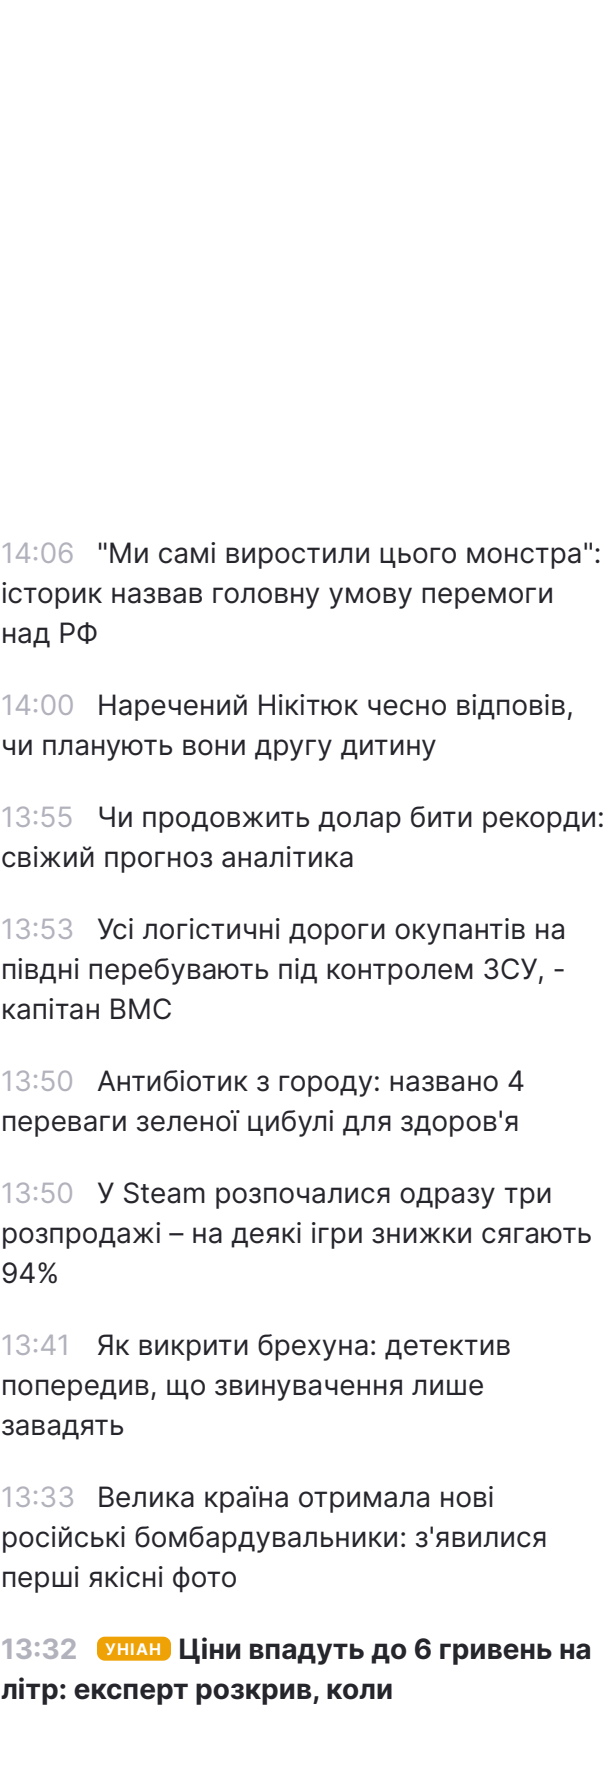 14:06 "Ми самі виростили цього монстра":
історик назвав головну умову перемоги
над РФ
14:00 Наречений Нікітюк чесно відповів,
чи планують вони другу дитину
13:55 Чи продовжить долар бити рекорди:
свіжий прогноз аналітика
13:53 Усі логістичні дороги окупантів на
півдні перебувають під контролем ЗСУ, -
капітан ВМС
13:50 Антибіотик з городу: названо 4
переваги зеленої цибулі для здоров'я
13:50 У Steam розпочалися одразу три
розпродажі – на деякі ігри знижки сягають
94%
13:41 Як викрити брехуна: детектив
попередив, що звинувачення лише
завадять
13:33 Велика країна отримала нові
російські бомбардувальники: з'явилися
перші якісні фото
13:32 УНІАН Ціни впадуть до 6 гривень на
літр: експерт розкрив, коли